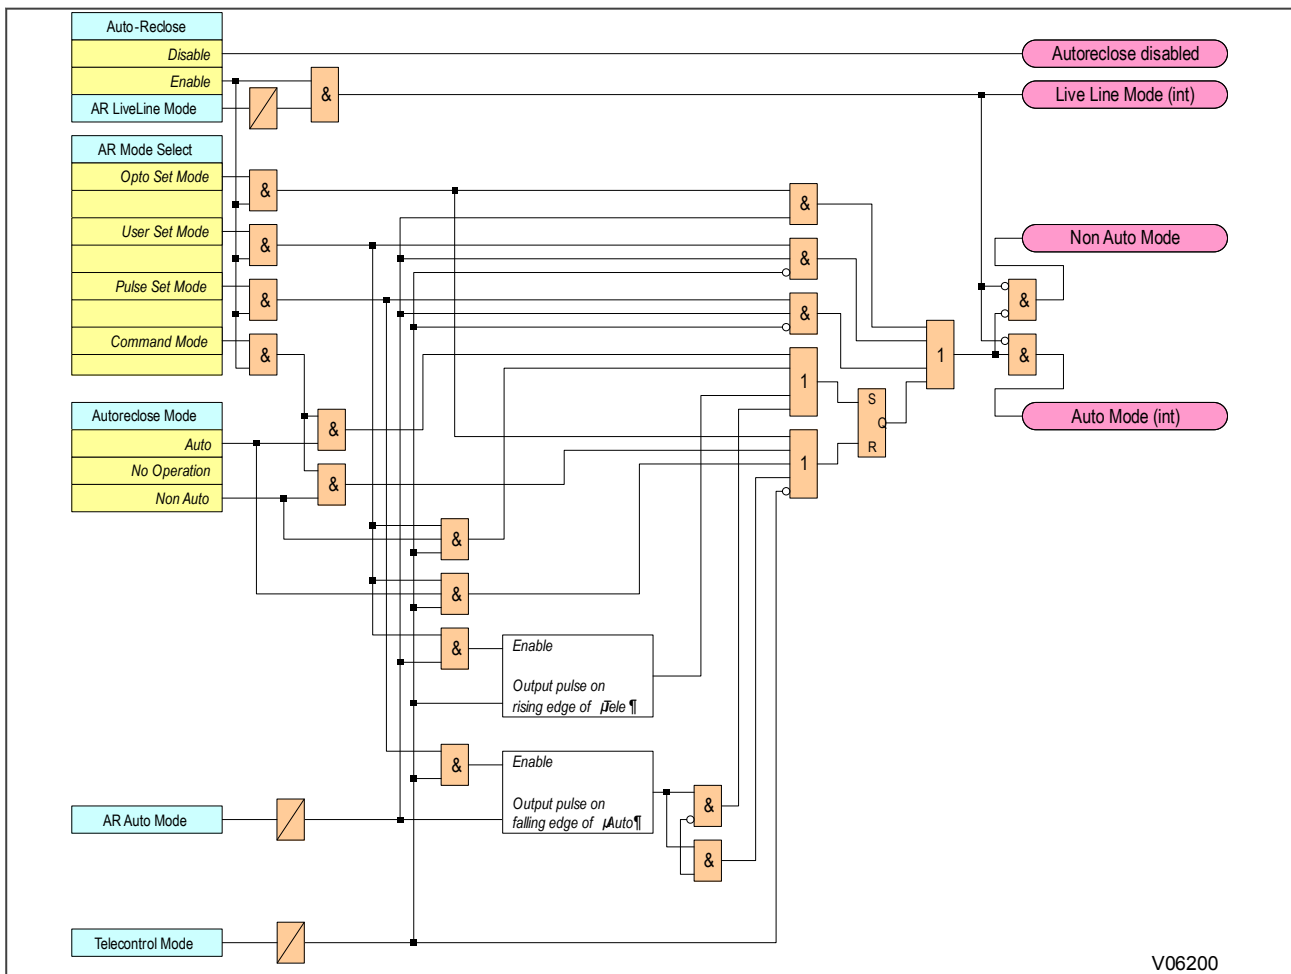 Auto-Reclose
Disable
Enable
AR LiveLine Mode
&
Autoreclose disabled
Live Line Mode (int)
AR Mode Select
Opto Set Mode
User Set Mode
Pulse Set Mode
Command Mode
&
&
&
&
&
&
&
Non Auto Mode
&
&
Auto Mode (int)
1
1
1
S
Q
R
Autoreclose Mode
Auto
No Operation
Non Auto
&
&
&
&
&
Enable
Output pulse on
rising edge of µTele ¶
&
Enable
Output pulse on
falling edge of µAuto¶
&
&
AR Auto Mode
Telecontrol Mode
V06200